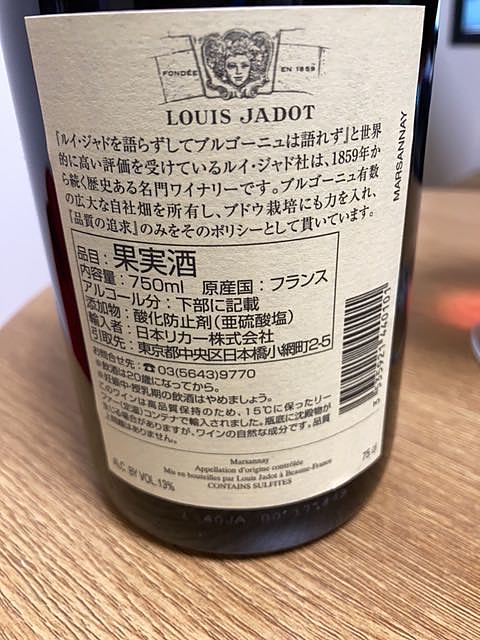 FONDÉE EN 1859
LOUIS JADOT
『ルイ・ジャドを語らずしてブルゴーニュは語れず』と世界
的に高い評価を受けているルイ・ジャド社は、1859年か
ら続く歴史ある名門ワイナリーです。ブルゴーニュ有数
の広大な自社畑を所有し、ブドウ栽培にも力を入れ、
『品質の追求』のみをそのポリシーとして貫いています。
MARSANNAY
品目：果実酒
内容量：750ml 原産国：フランス
アルコール分：下部に記載
添加物：酸化防止剤（亜硫酸塩）
輸入者：日本リカー株式会社
引取先：東京都中央区日本橋小網町2-5
お問合せ先：☎03(5643)9770
※飲酒は20歳になってから。
※妊娠中・授乳期の飲酒はやめましょう。
このワインは高品質保持のため、15℃に保ったリー
ファー(定温)コンテナで輸入されました。瓶底に沈殿物が
生じる場合がありますが、ワインの自然な成分です。品質
上問題はありません。
Marsannay
Appellation d'origine contrôlée
Mis en bouteilles par Louis Jadot à Beaune-France
CONTAINS SULFITES
ALC. BY VOL.13%
75 cl